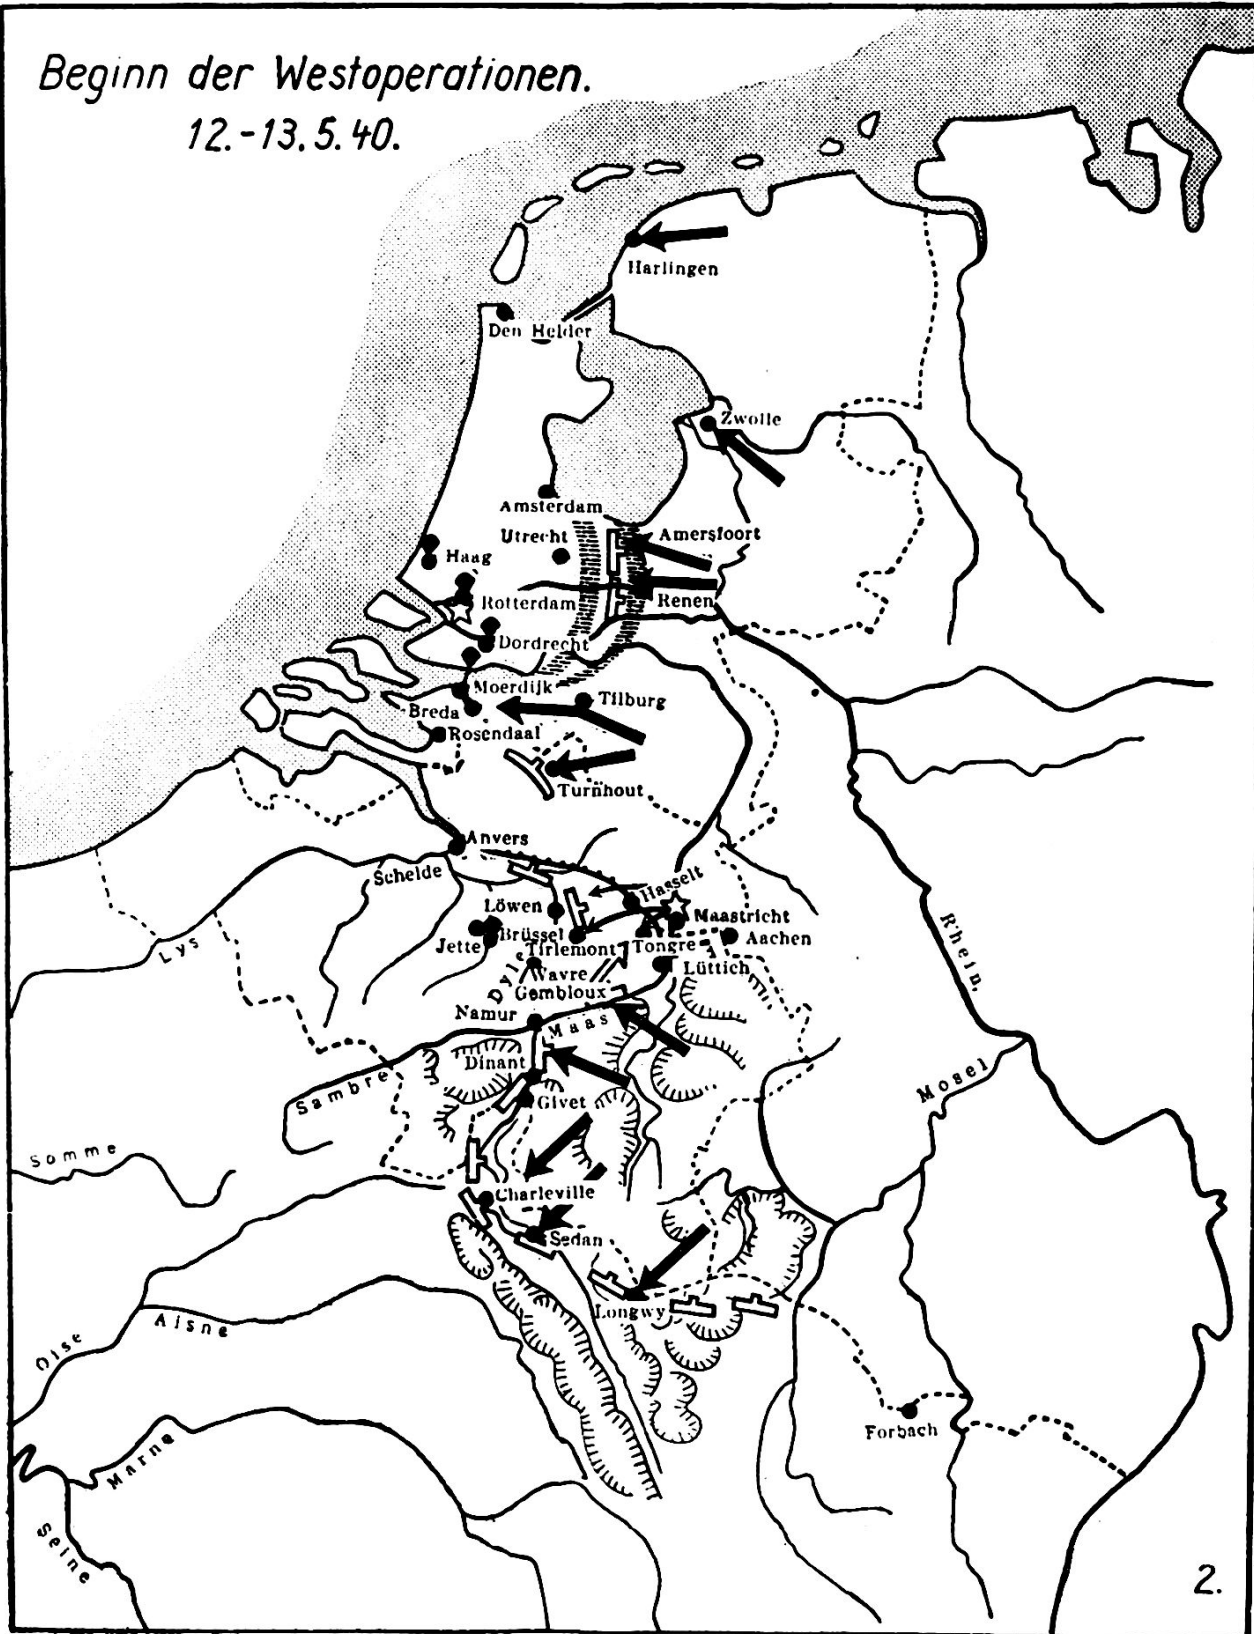 Beginn der Westoperationen.
12.-13.5.40.
Harlingen
Den Helder
Zwolle
Amsterdam
Utrecht
Amersfoort
Haag
Rotterdam
Renen
Dordrecht
Moerdijk
Tilburg
Breda
Rosendaal
Turnhout
Anvers
Schelde
Hasselt
Löwen
Maastricht
Brüssel
Jette
Tirlemont
Tongre
Aachen
Lys
Dyle
Wavre
Lüttich
Rhein,
Gembloux
Namur
Maas
Dinant
Sambre
Givet
Mosel
Somme
Charleville
Sedan
Longwy
Aisne
Oise
Forbach
Marne
Seine
2.